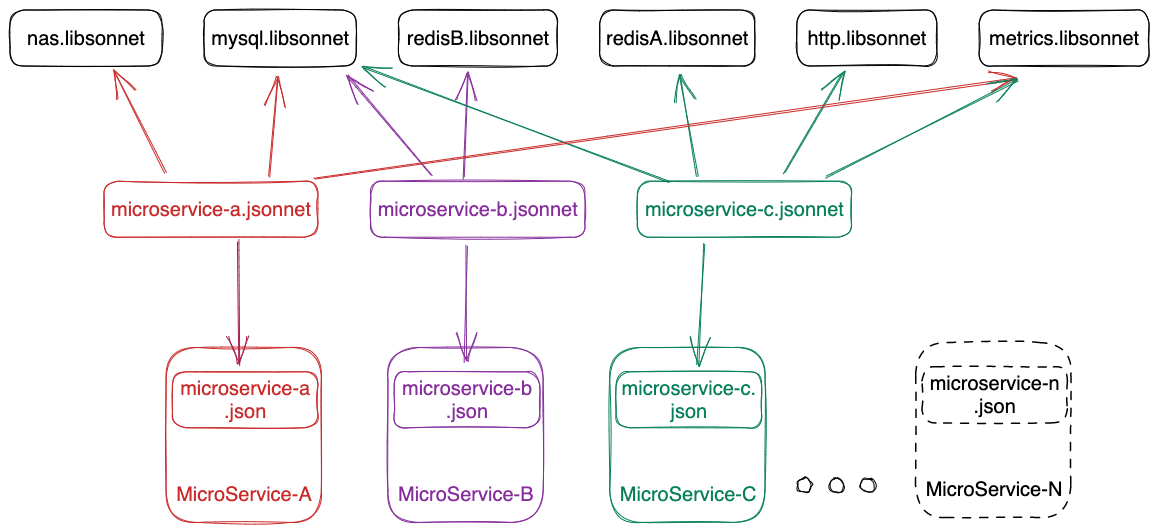 nas.libsonnet
mysql.libsonnet
redisB.libsonnet
redisA.libsonnet
http.libsonnet
metrics.libsonnet
microservice-a.jsonnet
microservice-b.jsonnet
microservice-c.jsonnet
microservice-a
.json
MicroService-A
microservice-b
.json
MicroService-B
microservice-c.
json
MicroService-C
microservice-n
.json
MicroService-N